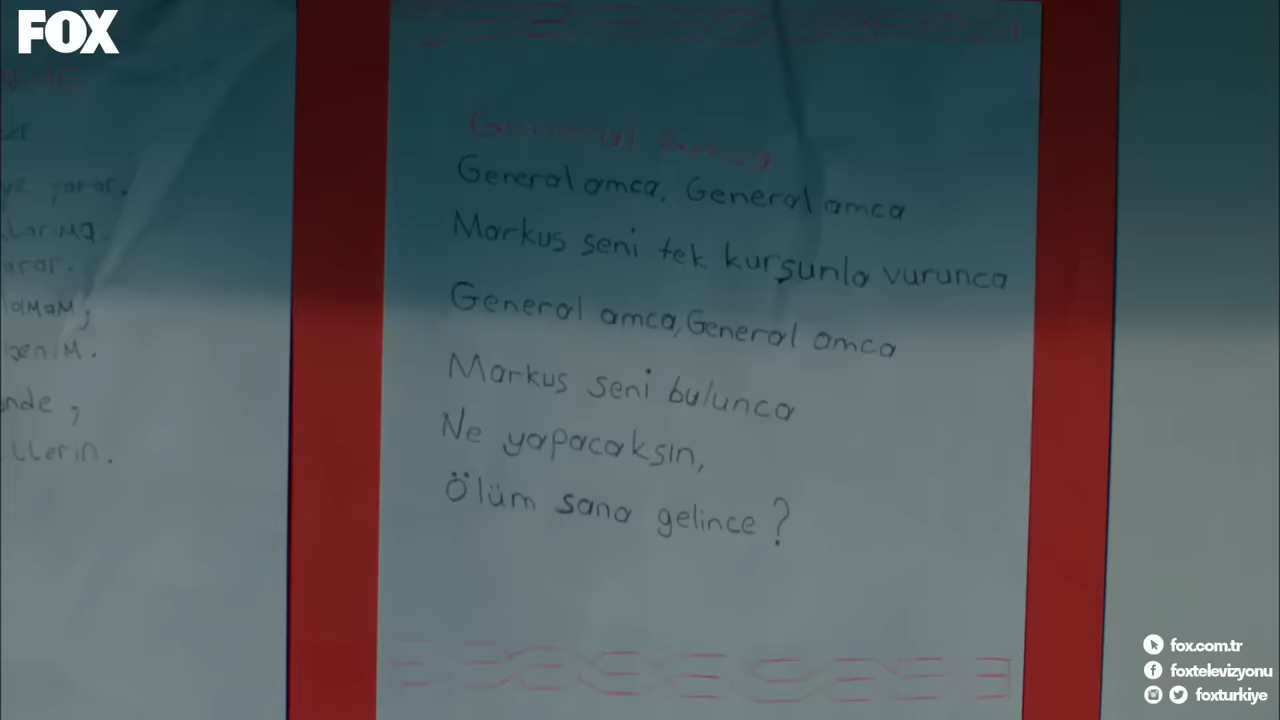 FOX
General Amca
General amca, General amca
Markus seni tek kurşunla vurunca
General amca, General amca
Markus seni bulunca
Ne yapacaksın,
Ölüm sana gelince?
fox.com.tr
foxtelevizyonu
foxturkiye